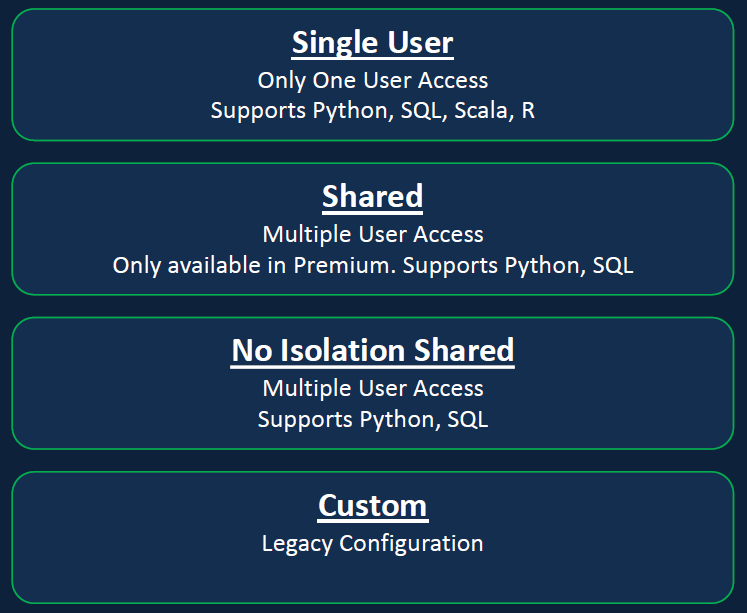 Single User
Only One User Access
Supports Python, SQL, Scala, R
Shared
Multiple User Access
Only available in Premium. Supports Python, SQL
No Isolation Shared
Multiple User Access
Supports Python, SQL
Custom
Legacy Configuration